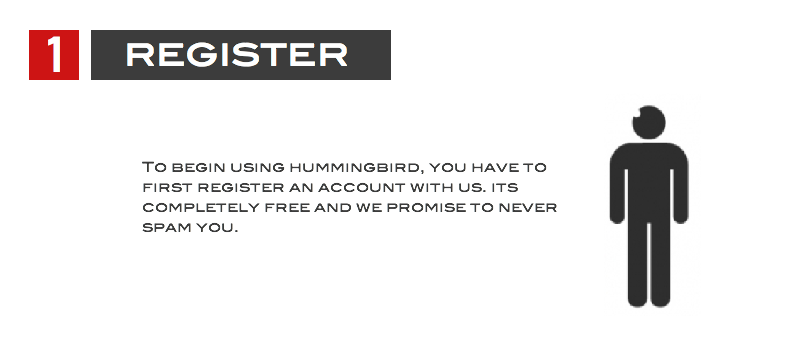 1 REGISTER
To begin using hummingbird, you have to
first register an account with us. its
completely free and we promise to never
spam you.